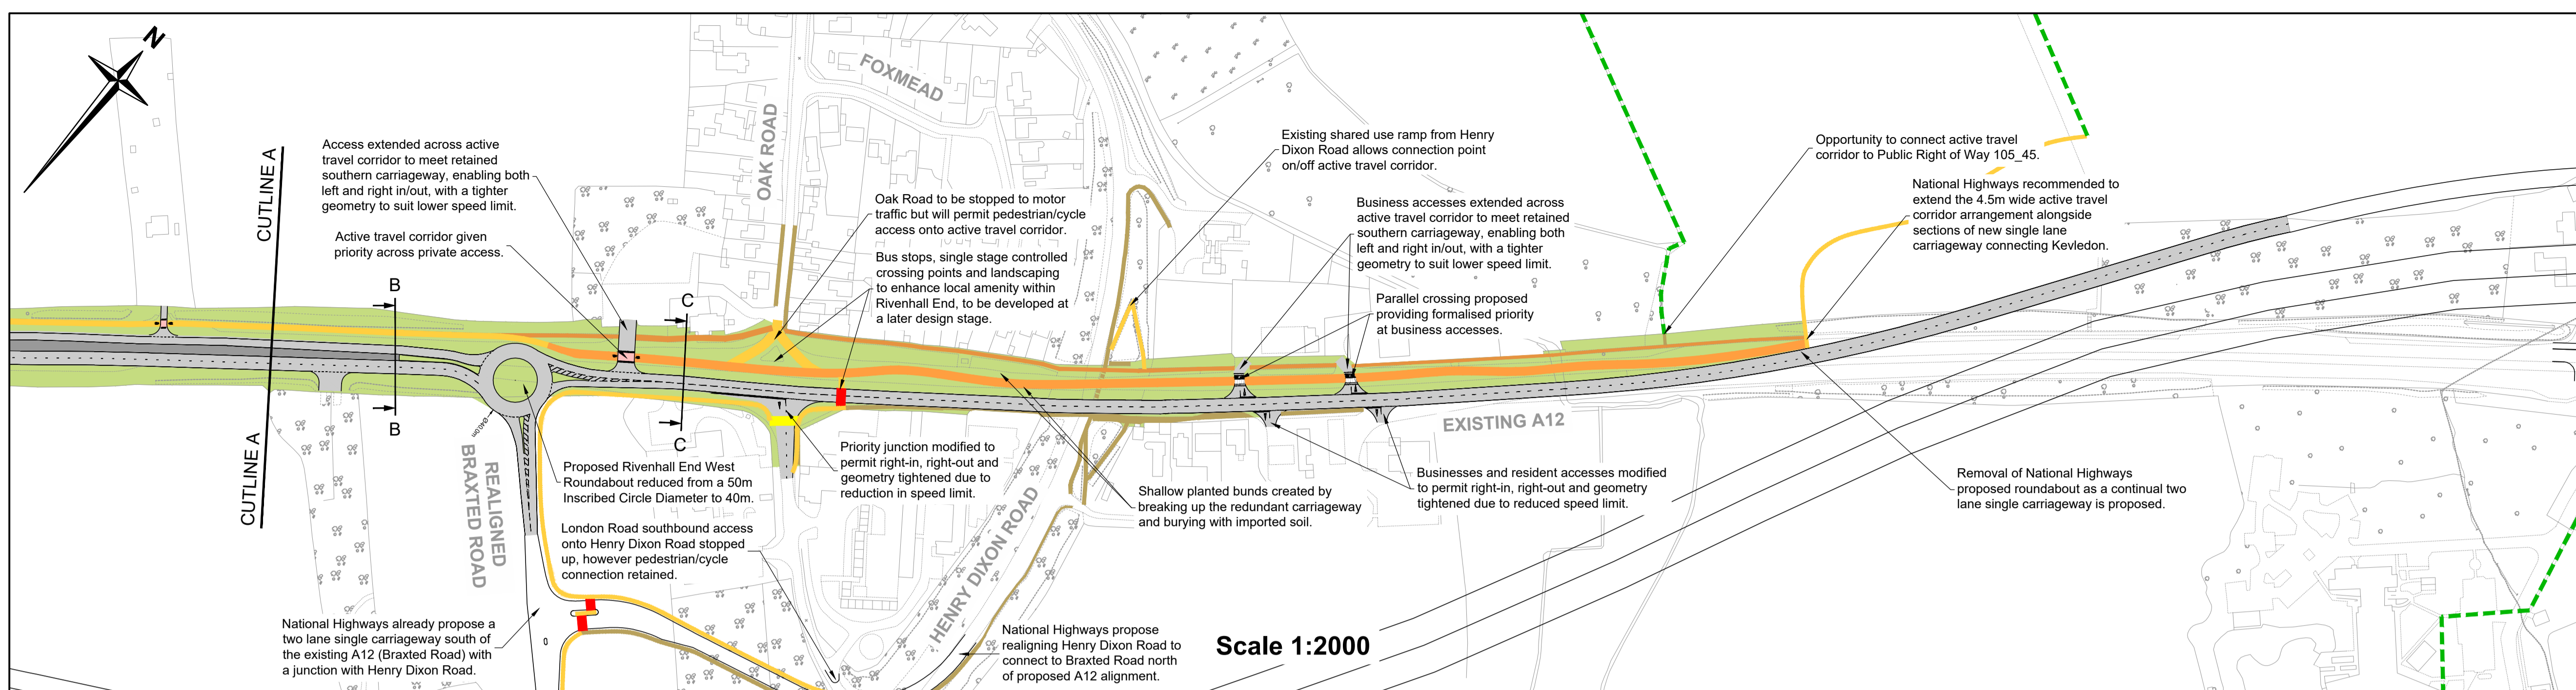 N
CUTLINE A
CUTLINE A
Access extended across active
travel corridor to meet retained
southern carriageway, enabling both
left and right in/out, with a tighter
geometry to suit lower speed limit.
Active travel corridor given
priority across private access.
B
B
C
C
OAK ROAD
FOXMEAD
Oak Road to be stopped to motor
traffic but will permit pedestrian/cycle
access onto active travel corridor.
Bus stops, single stage controlled
crossing points and landscaping
to enhance local amenity within
Rivenhall End, to be developed at
a later design stage.
Existing shared use ramp from Henry
Dixon Road allows connection point
on/off active travel corridor.
Business accesses extended across
active travel corridor to meet retained
southern carriageway, enabling both
left and right in/out, with a tighter
geometry to suit lower speed limit.
Parallel crossing proposed
providing formalised priority
at business accesses.
Opportunity to connect active travel
corridor to Public Right of Way 105_45.
National Highways recommended to
extend the 4.5m wide active travel
corridor arrangement alongside
sections of new single lane
carriageway connecting Kevledon.
EXISTING A12
Ø40.0m
REALIGNED
BRAXTED ROAD
Proposed Rivenhall End West
Roundabout reduced from a 50m
Inscribed Circle Diameter to 40m.
London Road southbound access
onto Henry Dixon Road stopped
up, however pedestrian/cycle
connection retained.
National Highways already propose a
two lane single carriageway south of
the existing A12 (Braxted Road) with
a junction with Henry Dixon Road.
Priority junction modified to
permit right-in, right-out and
geometry tightened due to
reduction in speed limit.
HENRY DIXON ROAD
National Highways propose
realigning Henry Dixon Road to
connect to Braxted Road north
of proposed A12 alignment.
Shallow planted bunds created by
breaking up the redundant carriageway
and burying with imported soil.
Businesses and resident accesses modified
to permit right-in, right-out and geometry
tightened due to reduced speed limit.
Removal of National Highways
proposed roundabout as a continual two
lane single carriageway is proposed.
Scale 1:2000